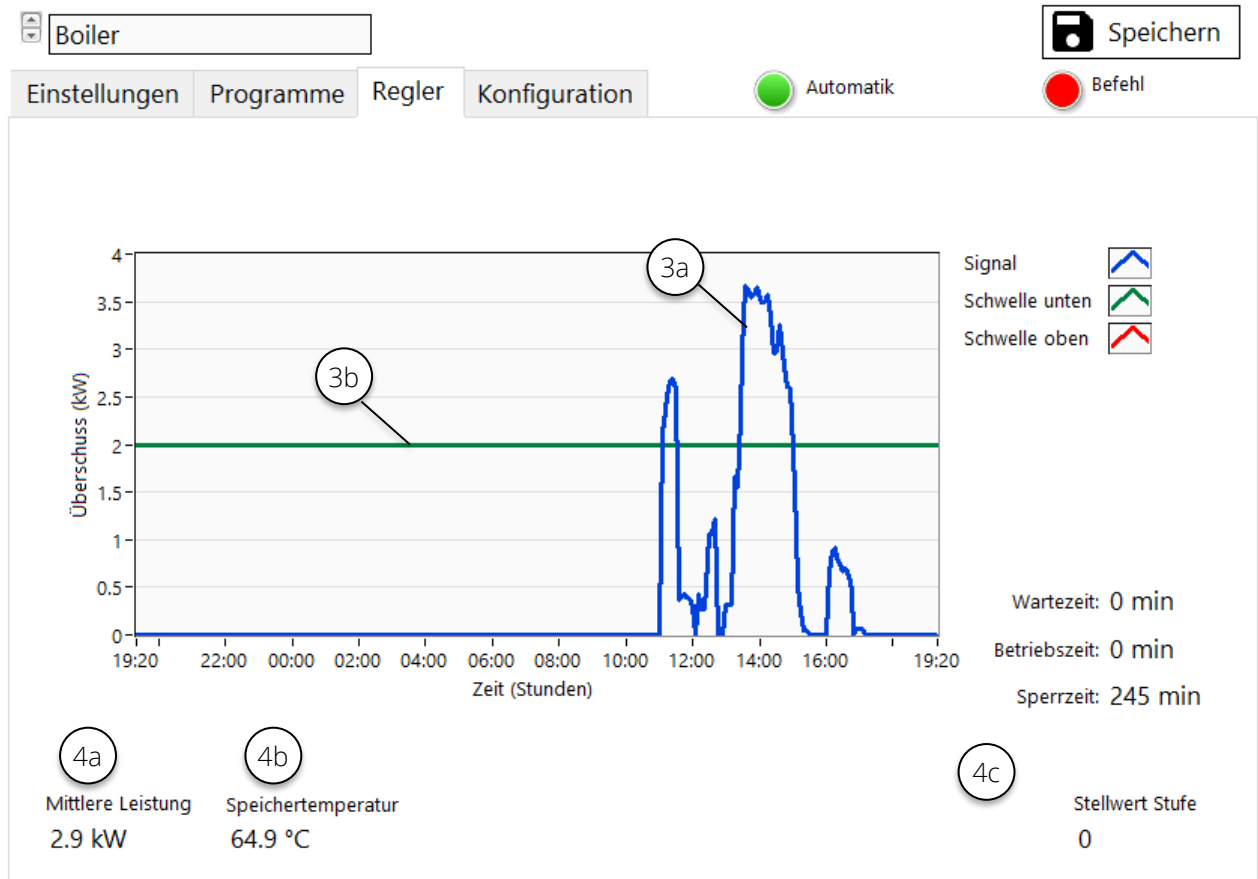 Boiler
Speichern
Einstellungen Programme Regler Konfiguration
Automatik
Befehl
3a
3b
Überschuss (kW)
4
3.5
3
2.5
2
1.5
1
0.5
0
19:20 22:00 00:00 02:00 04:00 06:00 08:00 10:00 12:00 14:00 16:00 19:20
Zeit (Stunden)
Signal
Schwelle unten
Schwelle oben
Wartezeit: 0 min
Betriebszeit: 0 min
Sperrzeit: 245 min
4a
Mittlere Leistung
2.9 kW
4b
Speichertemperatur
64.9 °C
4c
Stellwert Stufe
0